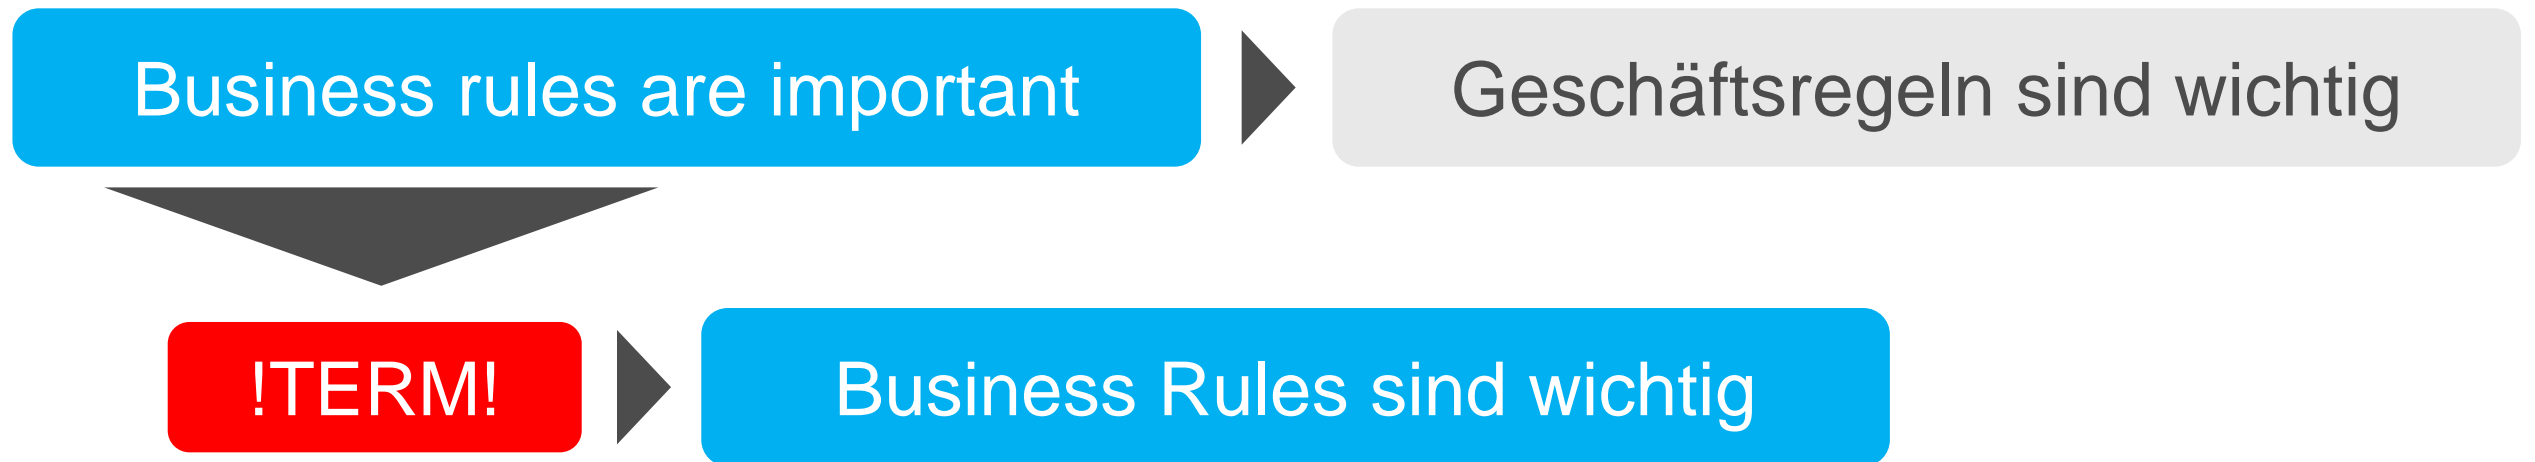 Business rules are important
Geschäftsregeln sind wichtig
!TERM!
Business Rules sind wichtig